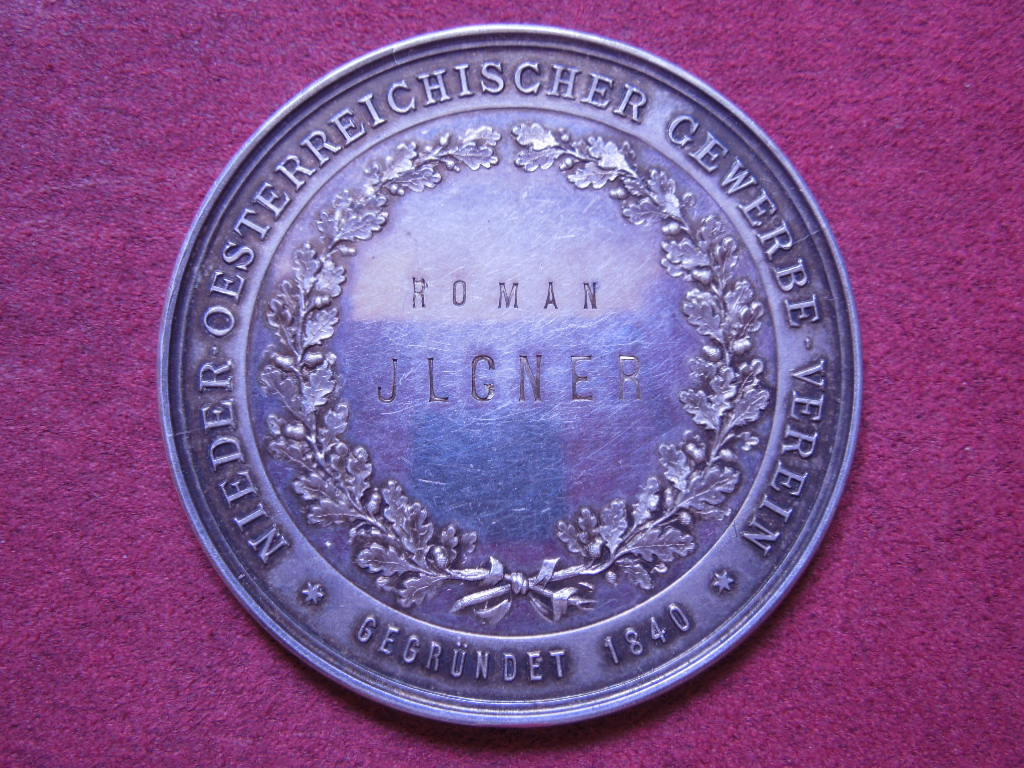 NIEDER-OESTERREICHISCHER GEWERBE-VEREIN
ROMAN
JLGNER
* GEGRÜNDET 1840 *